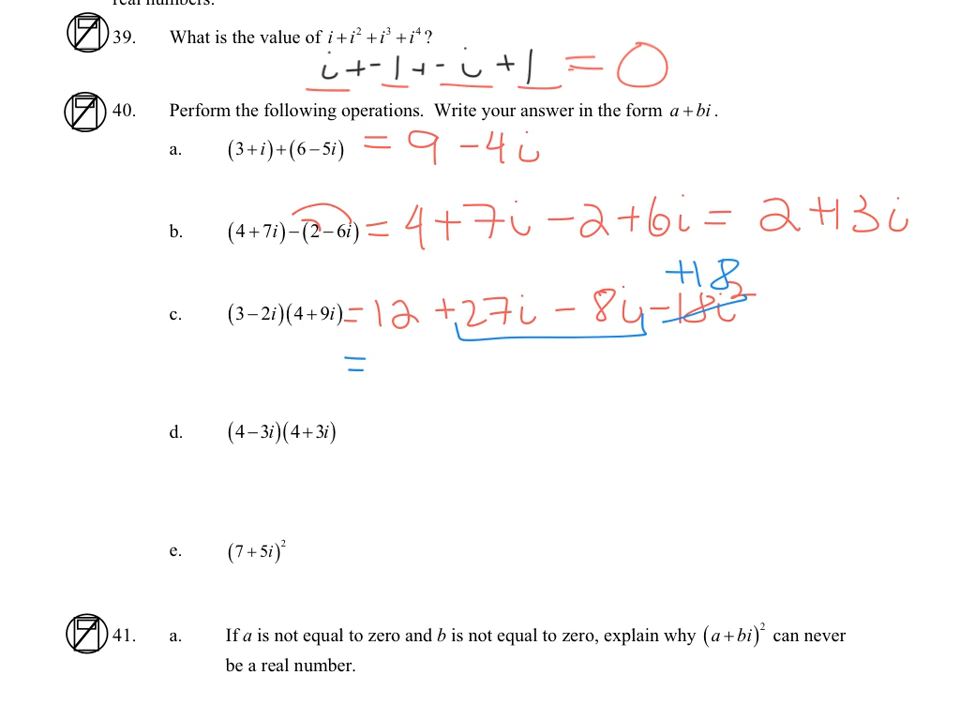 real numbers.
39. What is the value of i + i² + i³ + i⁴ ?
i + -1 + -i + 1 = 0
40. Perform the following operations. Write your answer in the form a + bi .
a. (3+i)+(6−5i) = 9 -4i
b. (4+7i)−(2−6i) = 4+7i -2+6i = 2+13i
+18
c. (3−2i)(4+9i) = 12 +27i - 8i -18i²
=
d. (4−3i)(4+3i)
e. (7+5i)²
41. a. If a is not equal to zero and b is not equal to zero, explain why (a+bi)² can never
be a real number.